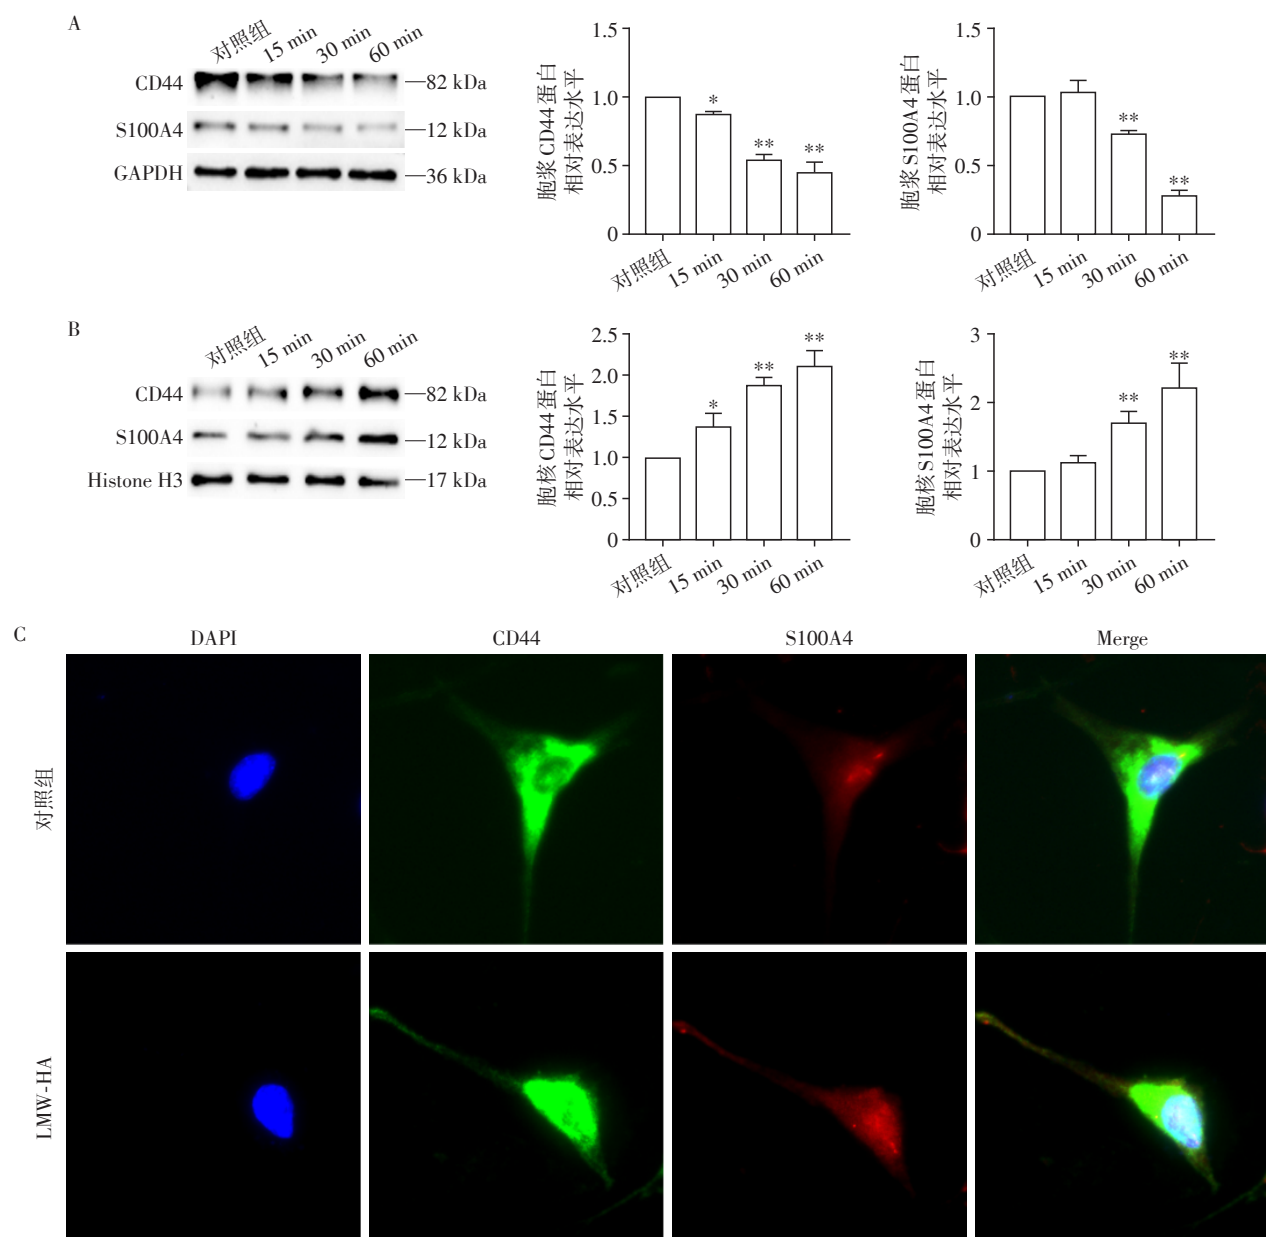 A
对照组 15 min 30 min 60 min
CD44 82 kDa
S100A4 12 kDa
GAPDH 36 kDa
胞浆CD44蛋白
相对表达水平
1.5
1.0
0.5
0
* ** **
对照组 15 min 30 min 60 min
胞浆S100A4蛋白
相对表达水平
1.5
1.0
0.5
0
** **
对照组 15 min 30 min 60 min
B
对照组 15 min 30 min 60 min
CD44 82 kDa
S100A4 12 kDa
Histone H3 17 kDa
胞核CD44蛋白
相对表达水平
2.5
2.0
1.5
1.0
0.5
0
* ** **
对照组 15 min 30 min 60 min
胞核S100A4蛋白
相对表达水平
3
2
1
0
** **
对照组 15 min 30 min 60 min
C
DAPI CD44 S100A4 Merge
对照组
LMW-HA